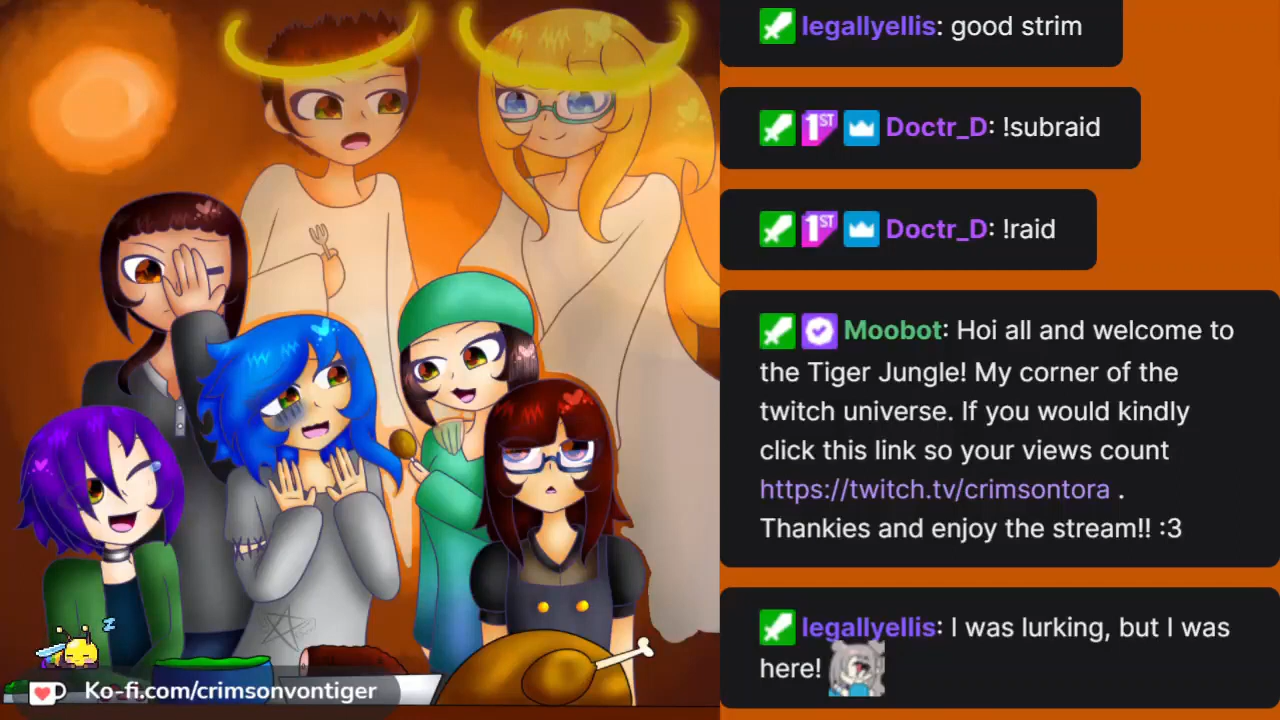 legallyellis: good strim
1ST Doctr_D: !subraid
1ST Doctr_D: !raid
Moobot: Hoi all and welcome to
the Tiger Jungle! My corner of the
twitch universe. If you would kindly
click this link so your views count
https://twitch.tv/crimsontora .
Thankies and enjoy the stream!! :3
legallyellis: I was lurking, but I was
here!
z
Ko-fi.com/crimsonvontiger